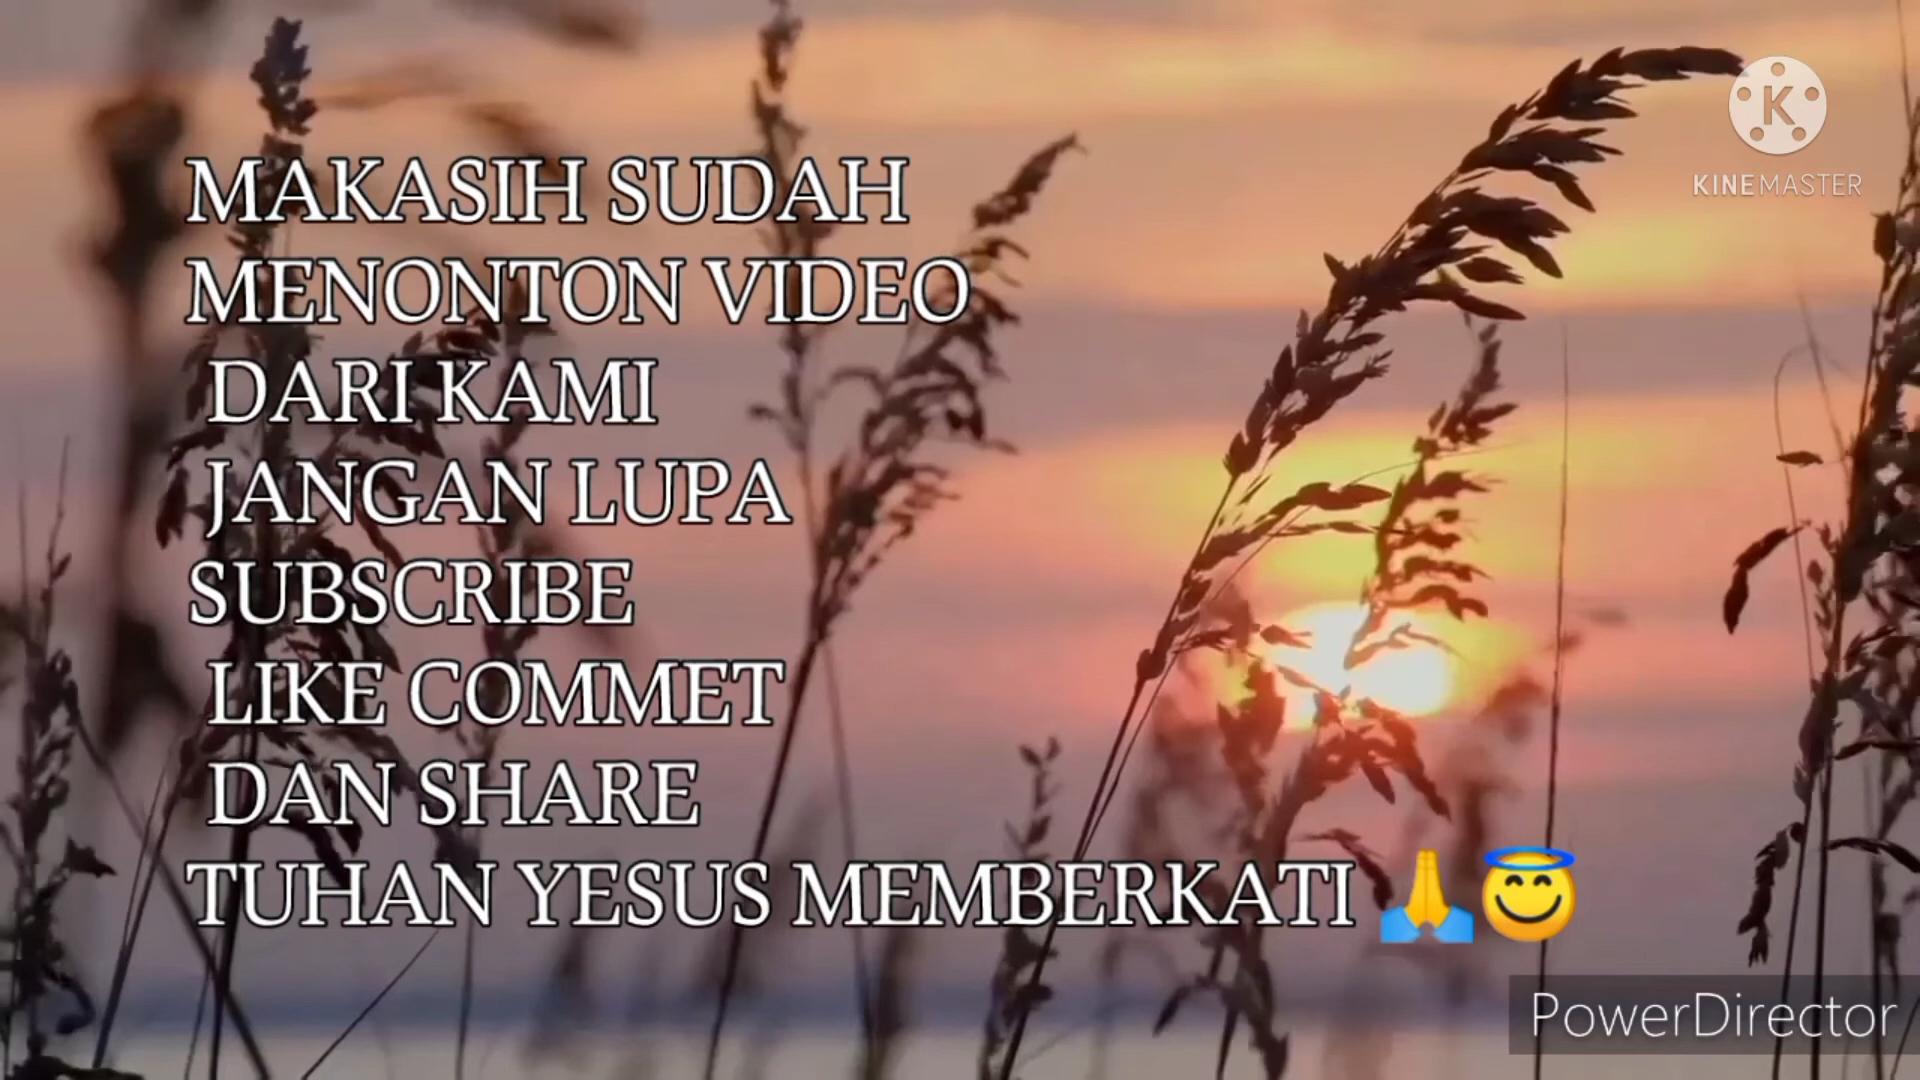 MAKASIH SUDAH
MENONTON VIDEO
DARI KAMI
JANGAN LUPA
SUBSCRIBE
LIKE COMMET
DAN SHARE
TUHAN YESUS MEMBERKATI 🙏😇
K
KINEMASTER
PowerDirector